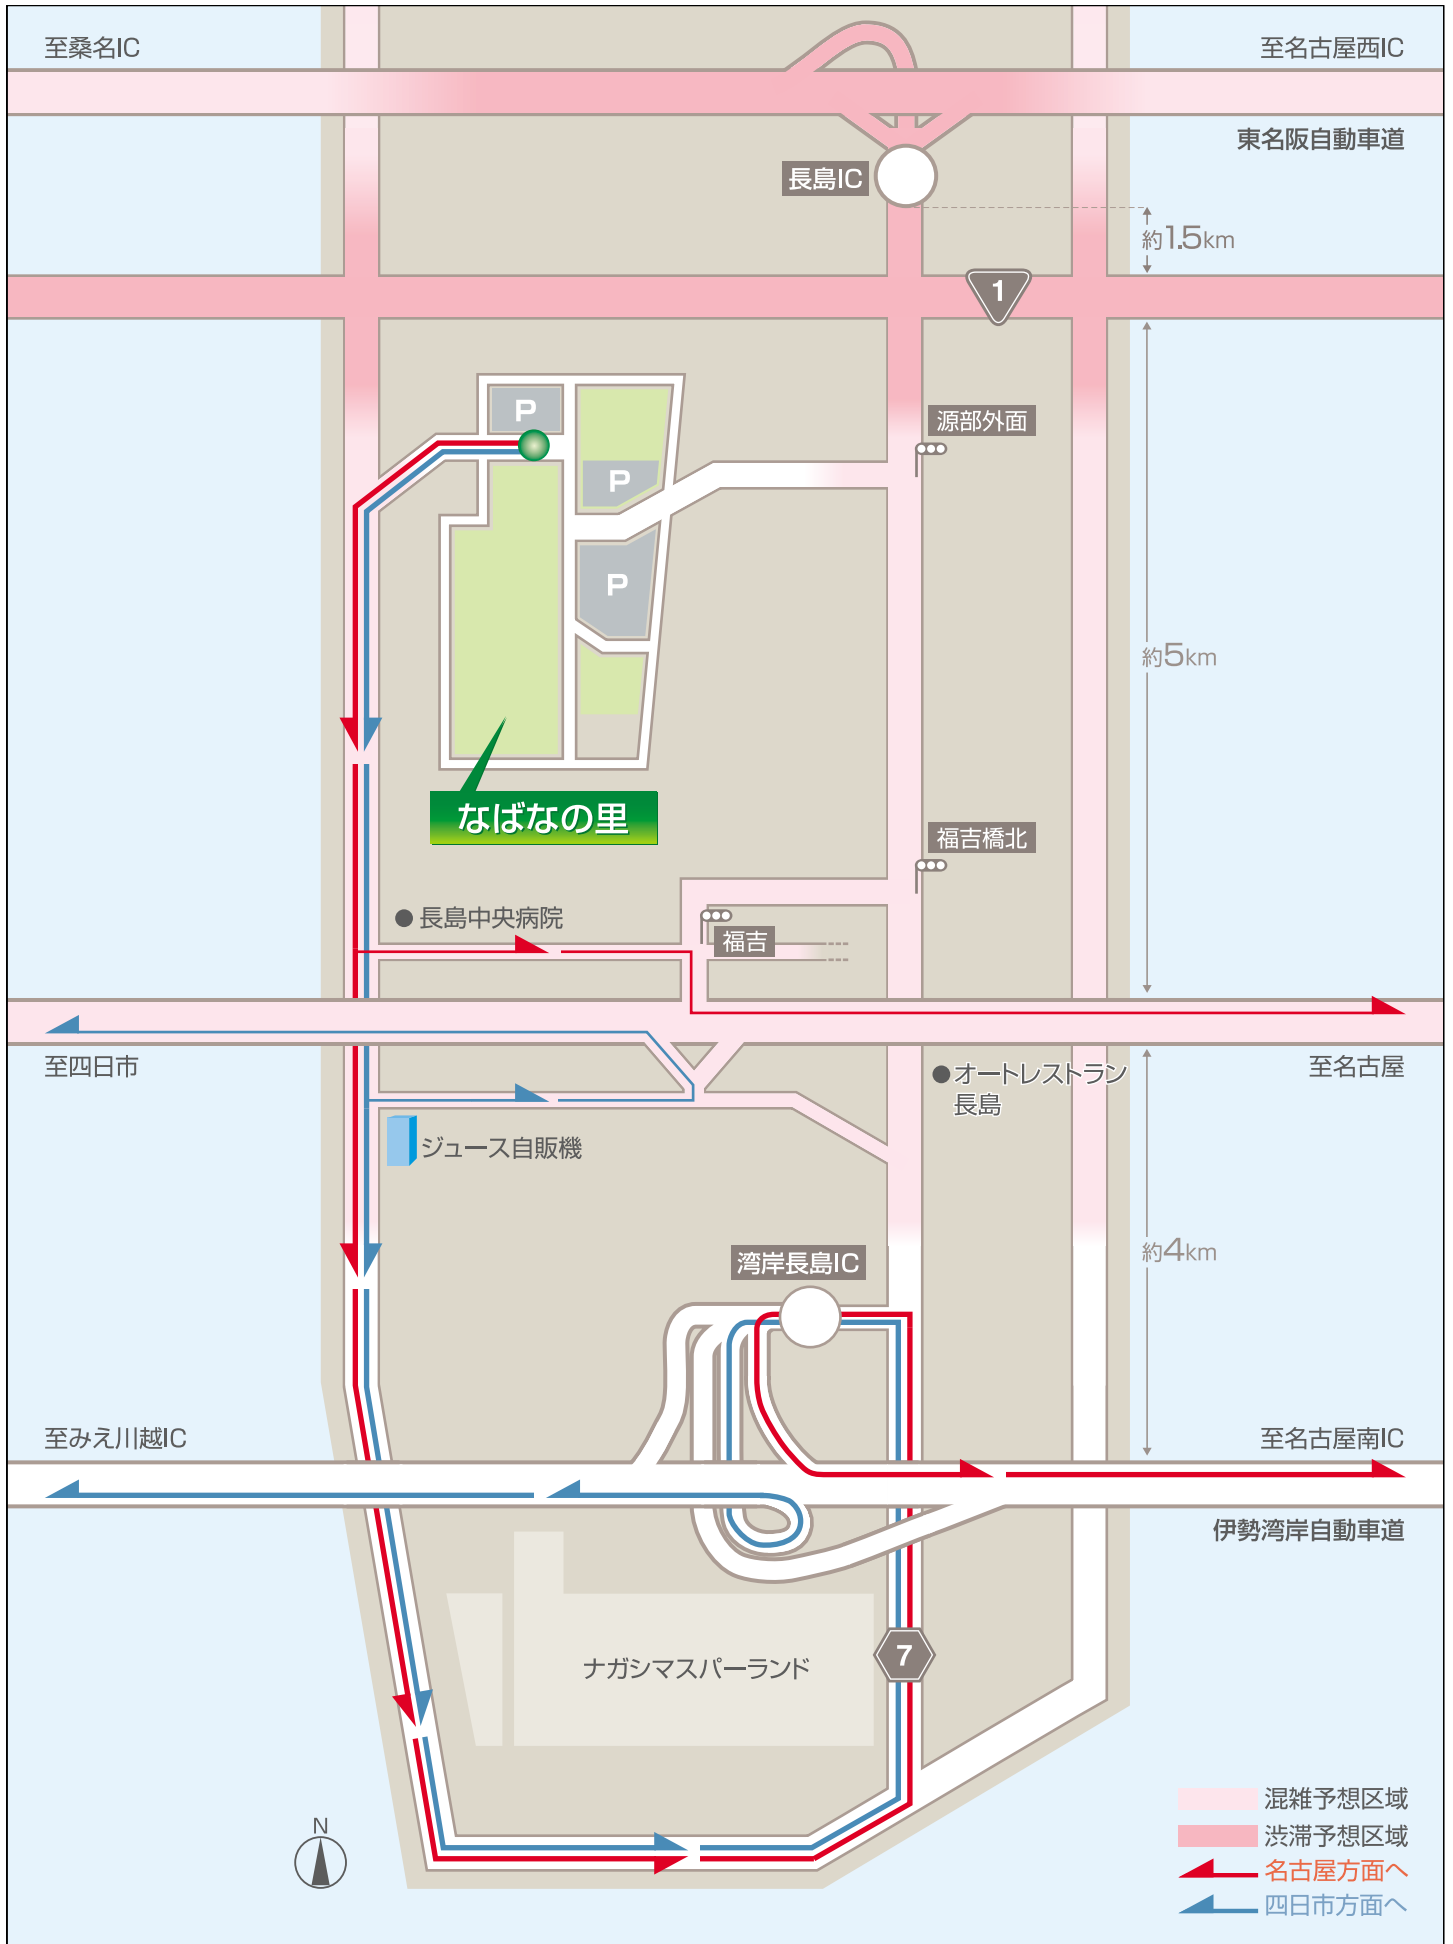 至桑名IC
至名古屋西IC
東名阪自動車道
長島IC
約1.5km
1
源部外面
P
P
P
約5km
なばなの里
福吉橋北
長島中央病院
福吉
至四日市
至名古屋
オートレストラン
長島
ジュース自販機
湾岸長島IC
約4km
至みえ川越IC
至名古屋南IC
伊勢湾岸自動車道
ナガシマスパーランド
7
N
混雑予想区域
渋滞予想区域
名古屋方面へ
四日市方面へ